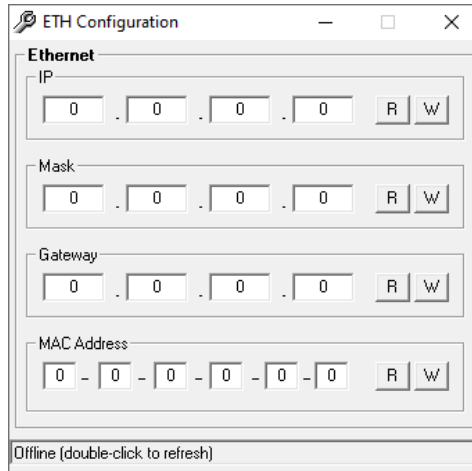 ETH Configuration
Ethernet
IP
0 . 0 . 0 . 0 R W
Mask
0 . 0 . 0 . 0 R W
Gateway
0 . 0 . 0 . 0 R W
MAC Address
0 - 0 - 0 - 0 - 0 - 0 R W
Offline (double-click to refresh)